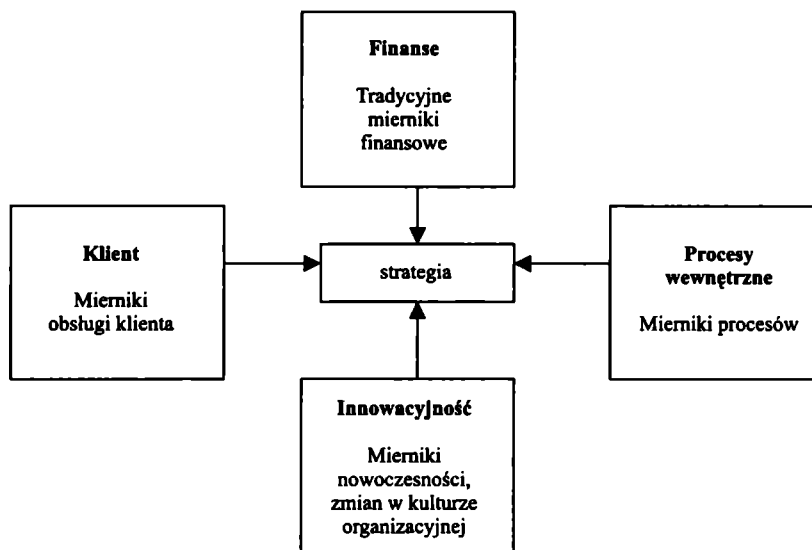 Finanse
Tradycyjne
mierniki
finansowe
Klient
Mierniki
obsługi klienta
strategia
Procesy
wewnętrzne
Mierniki procesów
Innowacyjność
Mierniki
nowoczesności,
zmian w kulturze
organizacyjnej